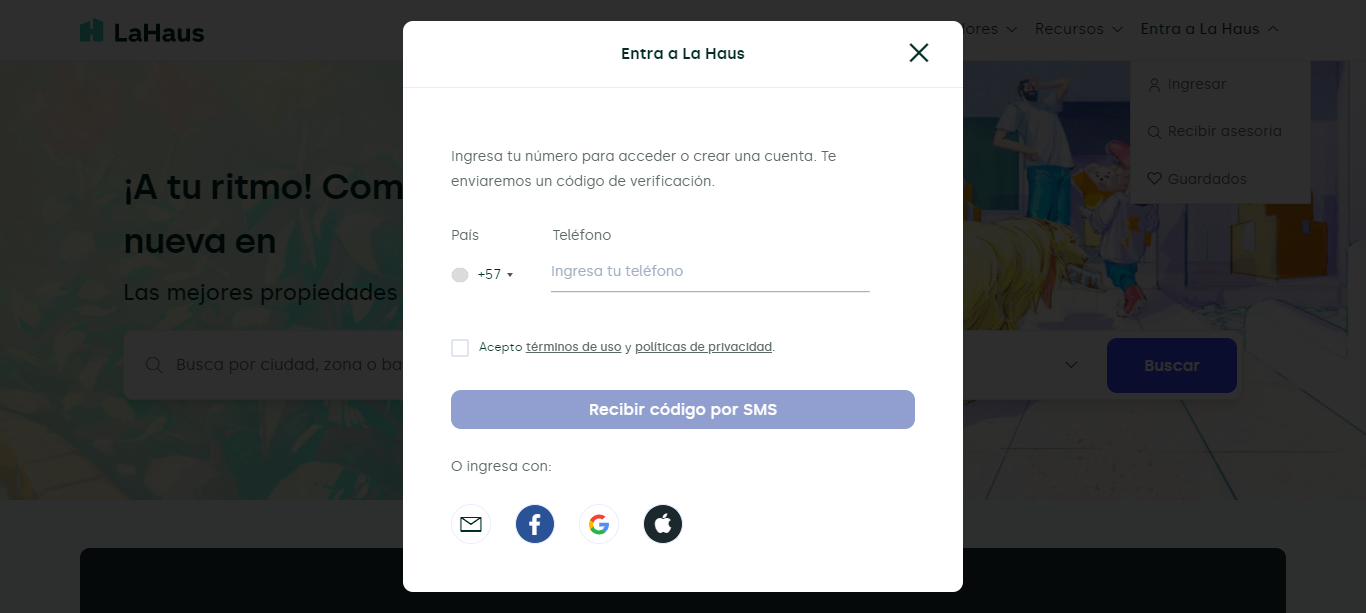 LaHaus
ores
Recursos
Entra a La Haus
Ingresar
Recibir asesoría
Guardados
¡A tu ritmo! Com
nueva en
Las mejores propiedades
Busca por ciudad, zona o ba
Buscar
Entra a La Haus
Ingresa tu número para acceder o crear una cuenta. Te
enviaremos un código de verificación.
País
Teléfono
+57
Ingresa tu teléfono
Acepto términos de uso y políticas de privacidad.
Recibir código por SMS
O ingresa con: